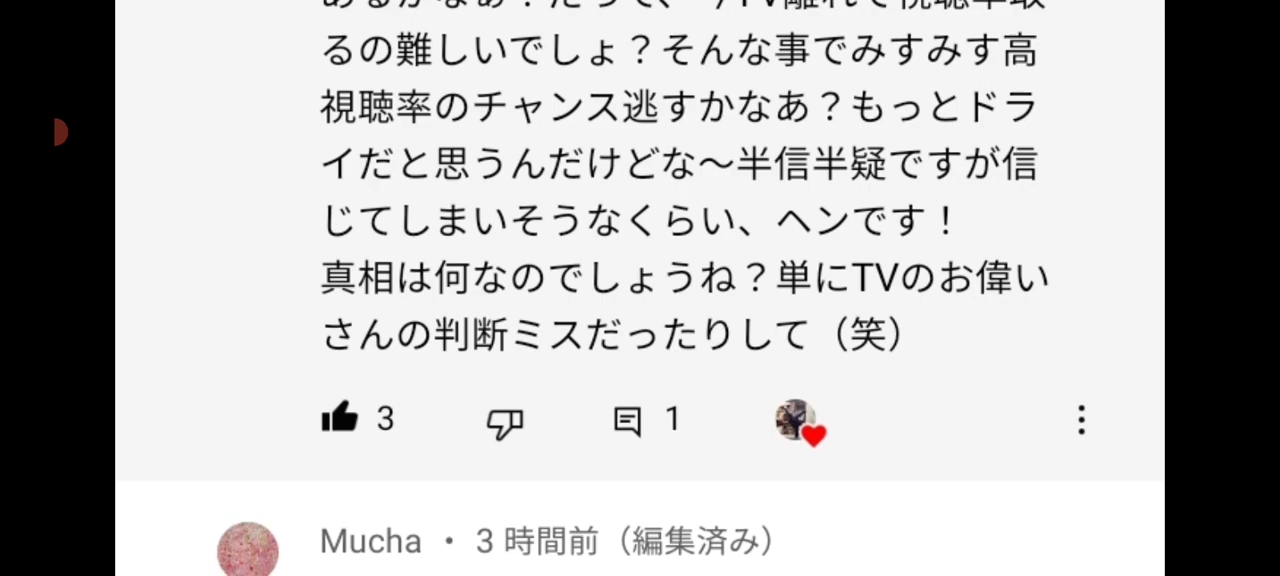 るの難しいでしょ？そんな事でみすみす高
視聴率のチャンス逃すかなあ？もっとドラ
イだと思うんだけどな〜半信半疑ですが信
じてしまいそうなくらい、ヘンです！
真相は何なのでしょうね？単にTVのお偉い
さんの判断ミスだったりして（笑）
3
1
Mucha・3 時間前（編集済み）